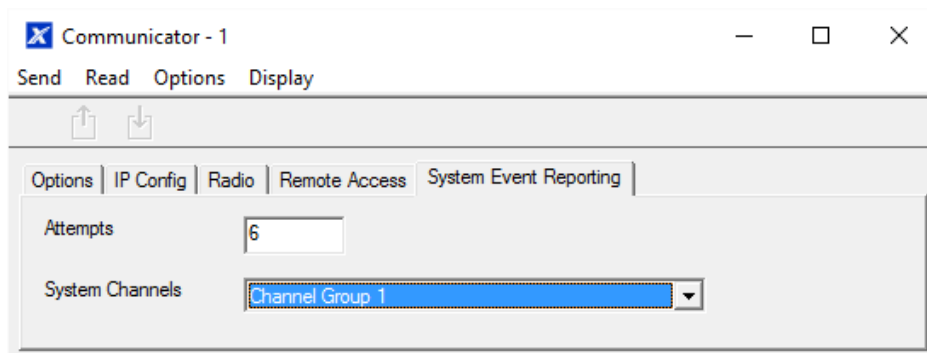 Communicator - 1
Send Read Options Display
Options IP Config Radio Remote Access System Event Reporting
Attempts 6
System Channels Channel Group 1